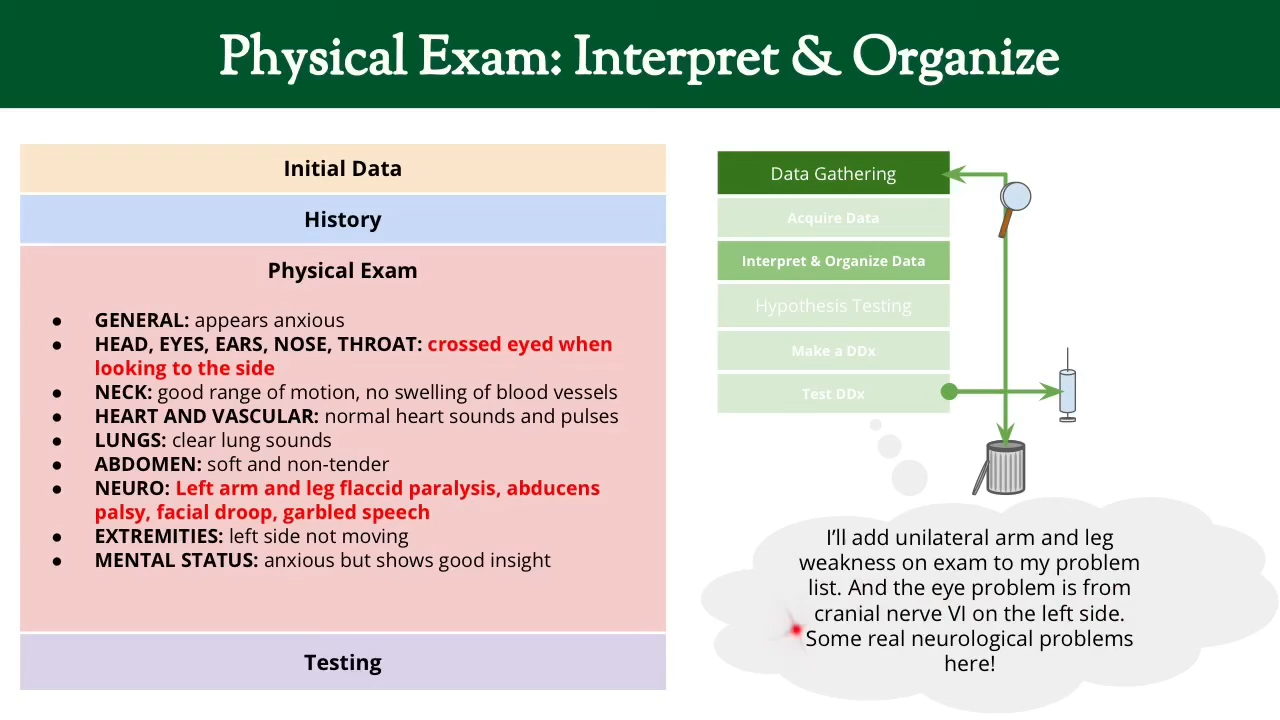 Physical Exam: Interpret & Organize
Initial Data
History
Physical Exam
● GENERAL: appears anxious
● HEAD, EYES, EARS, NOSE, THROAT: crossed eyed when
looking to the side
● NECK: good range of motion, no swelling of blood vessels
● HEART AND VASCULAR: normal heart sounds and pulses
● LUNGS: clear lung sounds
● ABDOMEN: soft and non-tender
● NEURO: Left arm and leg flaccid paralysis, abducens
palsy, facial droop, garbled speech
● EXTREMITIES: left side not moving
● MENTAL STATUS: anxious but shows good insight
Testing
Data Gathering
Acquire Data
Interpret & Organize Data
Hypothesis Testing
Make a DDx
Test DDx
I’ll add unilateral arm and leg
weakness on exam to my problem
list. And the eye problem is from
cranial nerve VI on the left side.
Some real neurological problems
here!